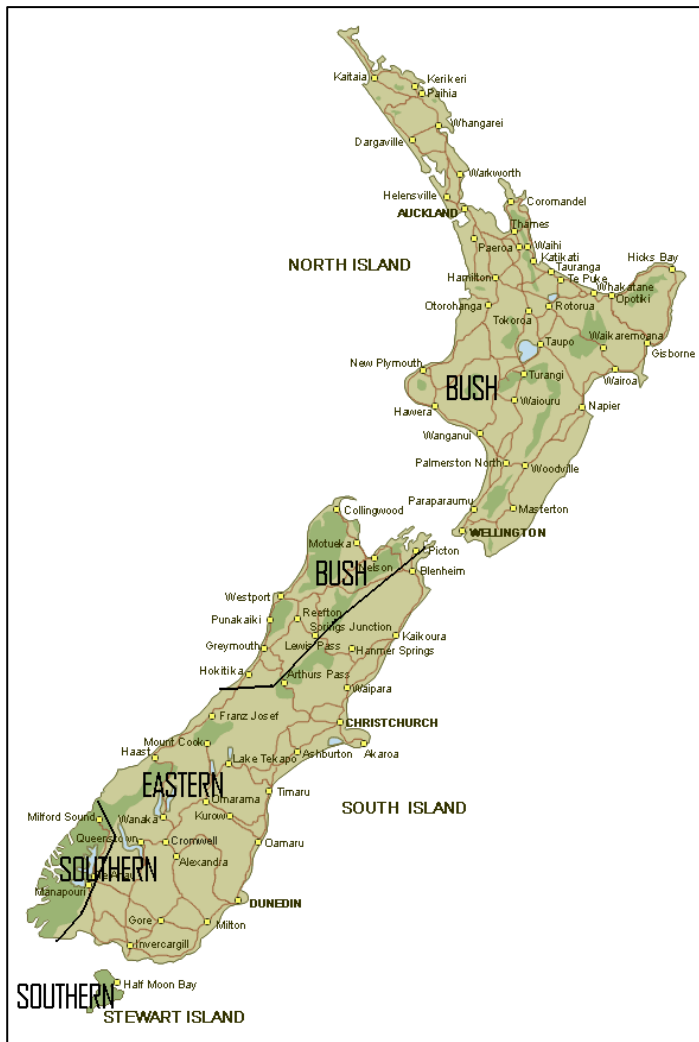 Kaitaia
Kerikeri
Paihia
Whangarei
Dargaville
Warkworth
Helensville
Coromandel
AUCKLAND
Thames
Paeroa
Waihi
Katikati
Hicks Bay
NORTH ISLAND
Tauranga
Hamilton
Te Puke
Whakatane
Opotiki
Otorohanga
Rotorua
Tokoroa
Waikaremoana
Taupo
Gisborne
New Plymouth
Turangi
Wairoa
BUSH
Waiouru
Hawera
Napier
Wanganui
Palmerston North
Woodville
Paraparaumu
Masterton
Collingwood
WELLINGTON
Motueka
Picton
Nelson
BUSH
Blenheim
Westport
Reefton
Punakaiki
Springs Junction
Kaikoura
Greymouth
Lewis Pass
Hanmer Springs
Hokitika
Arthurs Pass
Waipara
Franz Josef
CHRISTCHURCH
Mount Cook
Haast
Lake Tekapo
Ashburton
Akaroa
EASTERN
Timaru
Omarama
SOUTH ISLAND
Milford Sound
Wanaka
Kurow
Queenstown
Cromwell
Oamaru
SOUTHERN
Alexandra
Manapouri
DUNEDIN
Gore
Milton
Invercargill
Half Moon Bay
SOUTHERN
STEWART ISLAND